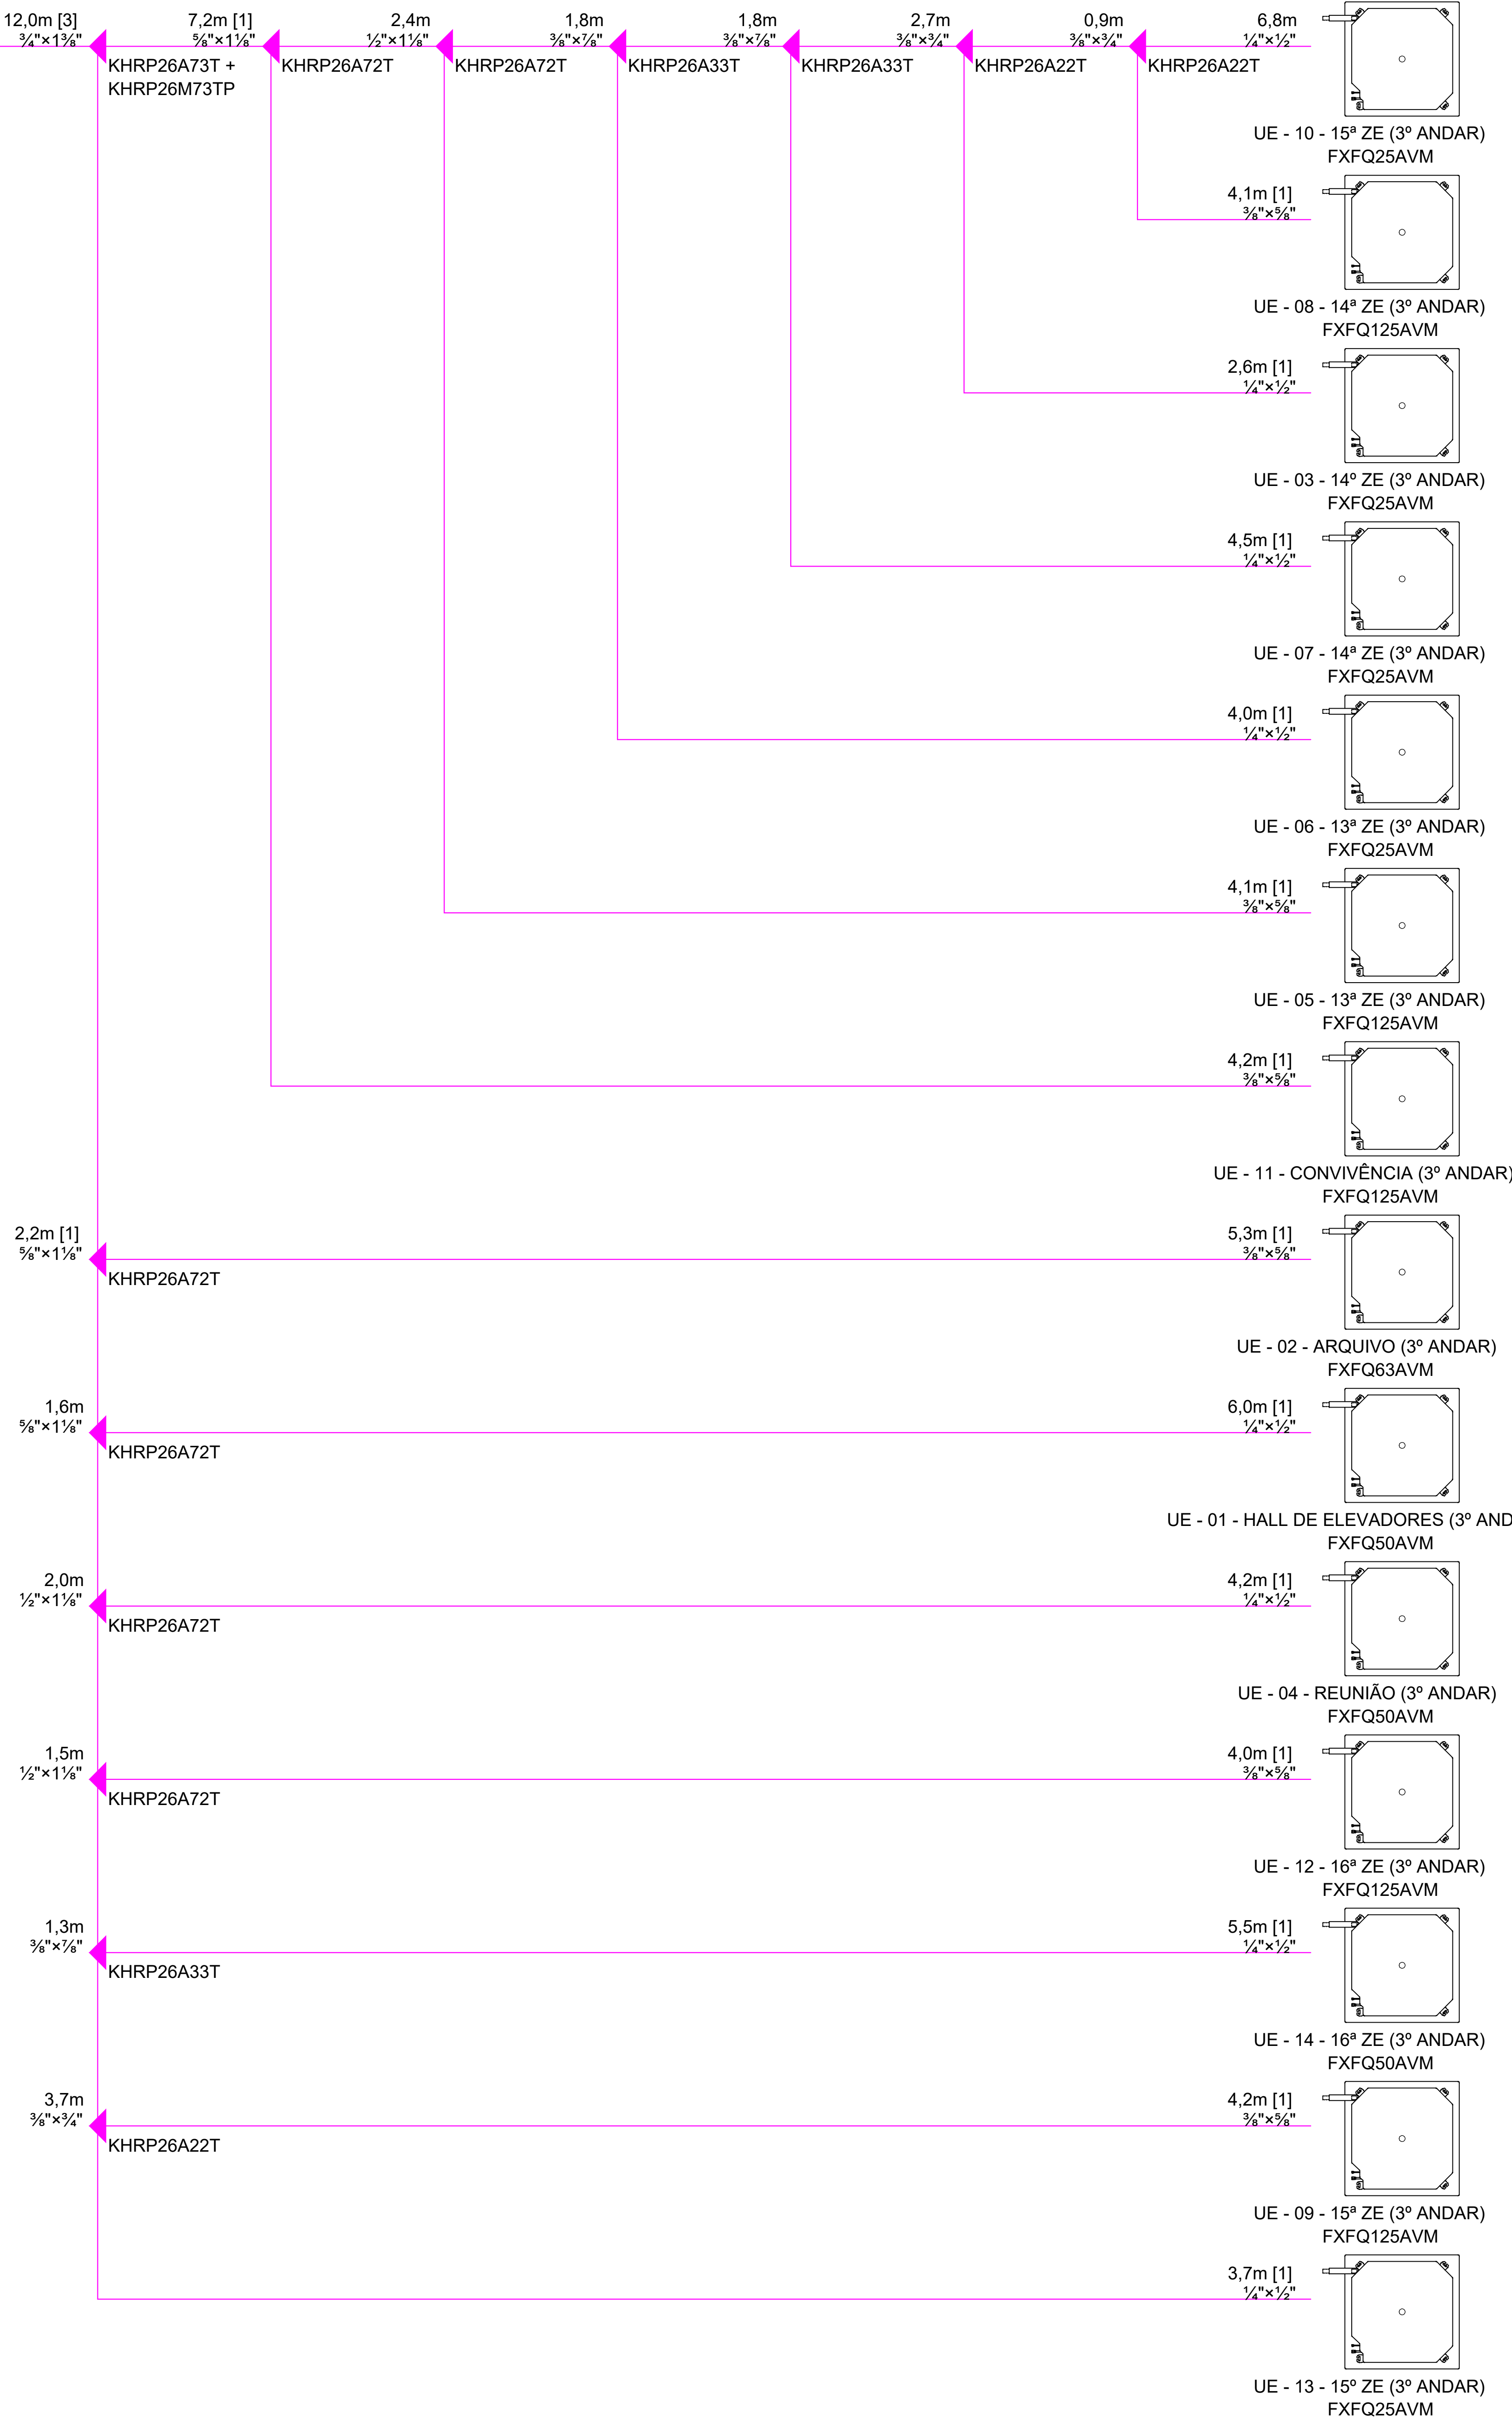 12,0m [3] 7,2m [1] 2,4m 1,8m 1,8m 2,7m 0,9m 6,8m
¾"×1⅜" ⅝"×1⅛" ½"×1⅛" ⅜"×⅞" ⅜"×⅞" ⅜"×¾" ⅜"×¾" ¼"×½"
KHRP26A73T + KHRP26A72T KHRP26A72T KHRP26A33T KHRP26A33T KHRP26A22T KHRP26A22T
KHRP26M73TP
UE - 10 - 15ª ZE (3º ANDAR)
FXFQ25AVM
4,1m [1]
⅜"×⅝"
UE - 08 - 14ª ZE (3º ANDAR)
FXFQ125AVM
2,6m [1]
¼"×½"
UE - 03 - 14º ZE (3º ANDAR)
FXFQ25AVM
4,5m [1]
¼"×½"
UE - 07 - 14ª ZE (3º ANDAR)
FXFQ25AVM
4,0m [1]
¼"×½"
UE - 06 - 13ª ZE (3º ANDAR)
FXFQ25AVM
4,1m [1]
⅜"×⅝"
UE - 05 - 13ª ZE (3º ANDAR)
FXFQ125AVM
4,2m [1]
⅜"×⅝"
UE - 11 - CONVIVÊNCIA (3º ANDAR)
FXFQ125AVM
2,2m [1] 5,3m [1]
⅝"×1⅛" ⅜"×⅝"
KHRP26A72T
UE - 02 - ARQUIVO (3º ANDAR)
FXFQ63AVM
1,6m 6,0m [1]
⅝"×1⅛" ¼"×½"
KHRP26A72T
UE - 01 - HALL DE ELEVADORES (3º AND
FXFQ50AVM
2,0m 4,2m [1]
½"×1⅛" ¼"×½"
KHRP26A72T
UE - 04 - REUNIÃO (3º ANDAR)
FXFQ50AVM
1,5m 4,0m [1]
½"×1⅛" ⅜"×⅝"
KHRP26A72T
UE - 12 - 16ª ZE (3º ANDAR)
FXFQ125AVM
1,3m 5,5m [1]
⅜"×⅞" ¼"×½"
KHRP26A33T
UE - 14 - 16ª ZE (3º ANDAR)
FXFQ50AVM
3,7m 4,2m [1]
⅜"×¾" ⅜"×⅝"
KHRP26A22T
UE - 09 - 15ª ZE (3º ANDAR)
FXFQ125AVM
3,7m [1]
¼"×½"
UE - 13 - 15º ZE (3º ANDAR)
FXFQ25AVM